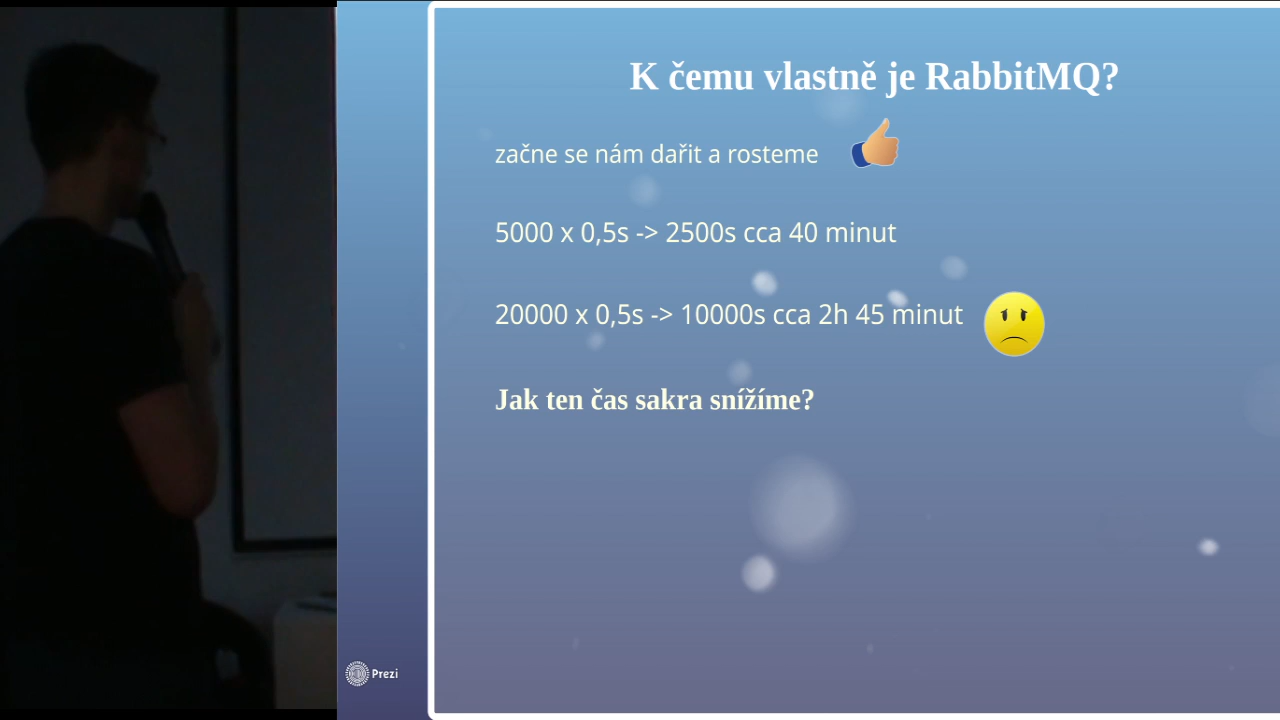 K čemu vlastně je RabbitMQ?
začne se nám dařit a rosteme
5000 x 0,5s -> 2500s cca 40 minut
20000 x 0,5s -> 10000s cca 2h 45 minut
Jak ten čas sakra snížíme?
Prezi